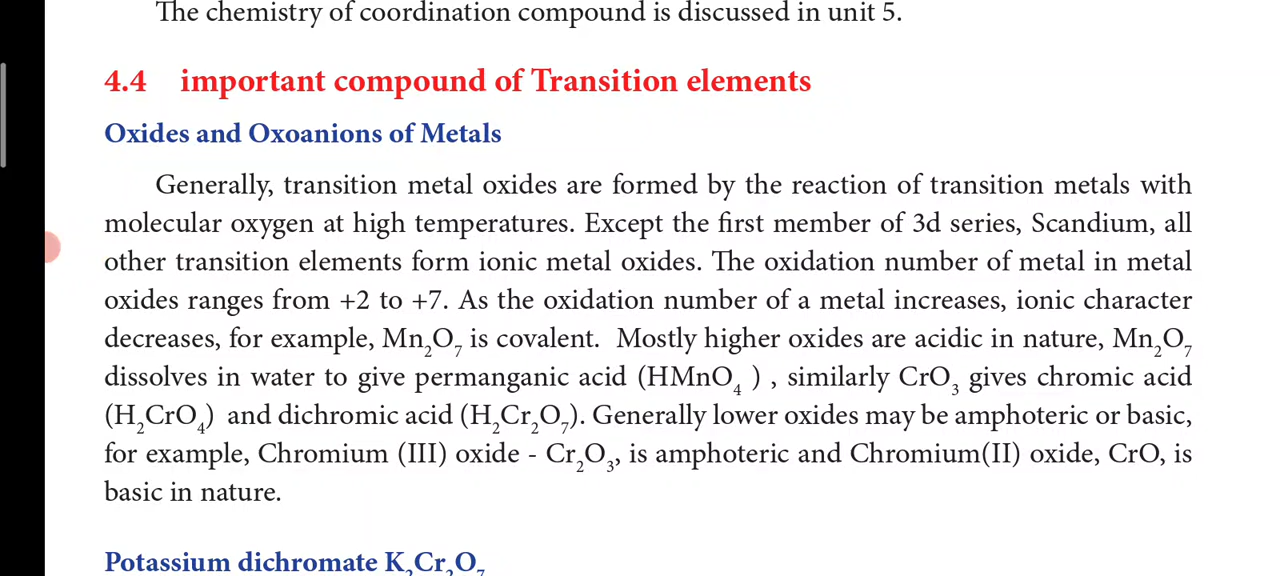 The chemistry of coordination compound is discussed in unit 5.
4.4 important compound of Transition elements
Oxides and Oxoanions of Metals
Generally, transition metal oxides are formed by the reaction of transition metals with
molecular oxygen at high temperatures. Except the first member of 3d series, Scandium, all
other transition elements form ionic metal oxides. The oxidation number of metal in metal
oxides ranges from +2 to +7. As the oxidation number of a metal increases, ionic character
decreases, for example, Mn₂O₇ is covalent. Mostly higher oxides are acidic in nature, Mn₂O₇
dissolves in water to give permanganic acid (HMnO₄ ) , similarly CrO₃ gives chromic acid
(H₂CrO₄) and dichromic acid (H₂Cr₂O₇). Generally lower oxides may be amphoteric or basic,
for example, Chromium (III) oxide - Cr₂O₃, is amphoteric and Chromium(II) oxide, CrO, is
basic in nature.
Potassium dichromate K₂Cr₂O₇